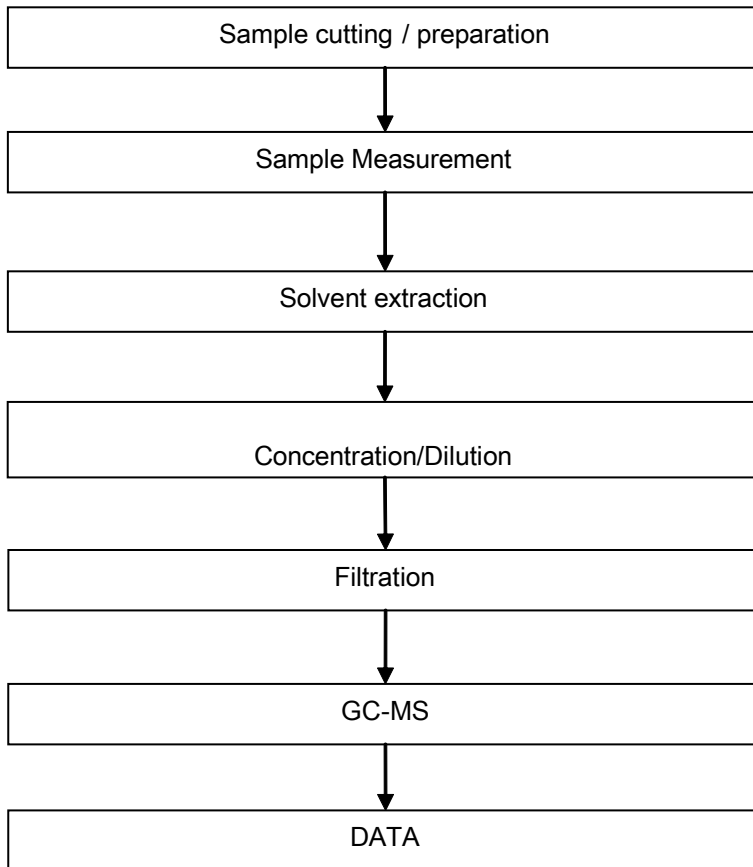 Sample cutting / preparation
Sample Measurement
Solvent extraction
Concentration/Dilution
Filtration
GC-MS
DATA